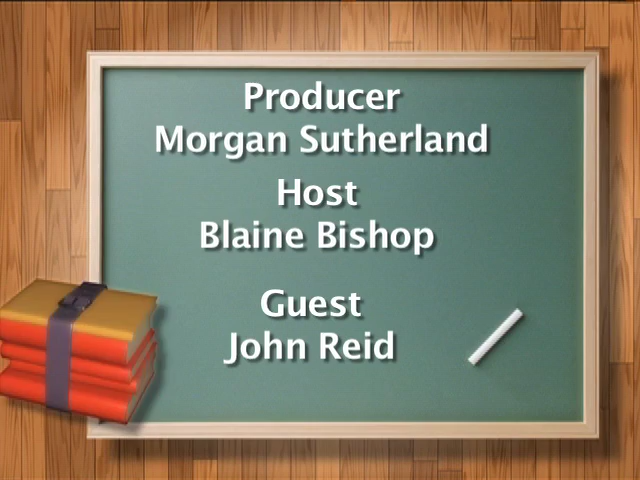 Producer
Morgan Sutherland
Host
Blaine Bishop
Guest
John Reid